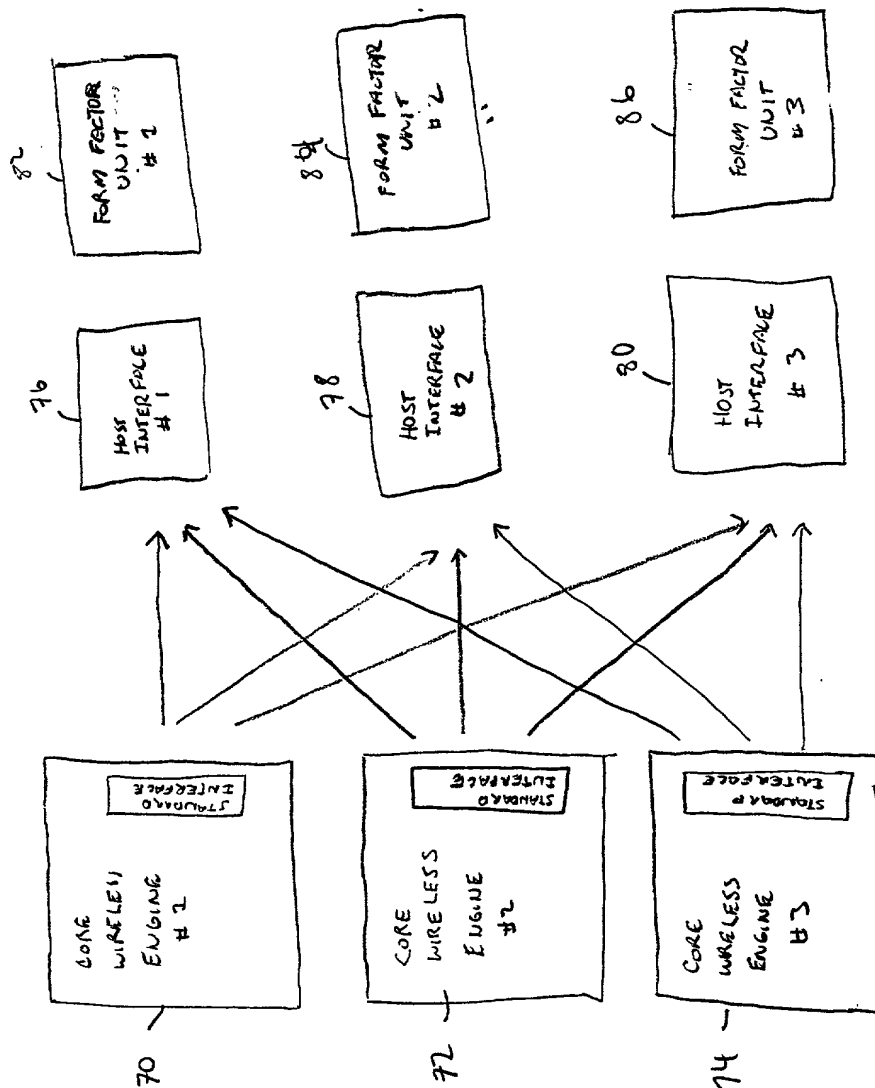 82
FORM FECTOR
UNIT
# 1
84
FORM FACTOR
UNIT
# 2
86
FORM FACTOR
UNIT
# 3
76
HOST
INTERFACE
# 1
78
HOST
INTERFACE
# 2
80
HOST
INTERFACE
# 3
CORE
WIRELESS
ENGINE
# 1
STANDARD
INTERFACE
70
CORE
WIRELESS
ENGINE
#2
STANDARD
INTERFACE
72
CORE
WIRELESS
ENGINE
#3
STANDARD
INTERFACE
74